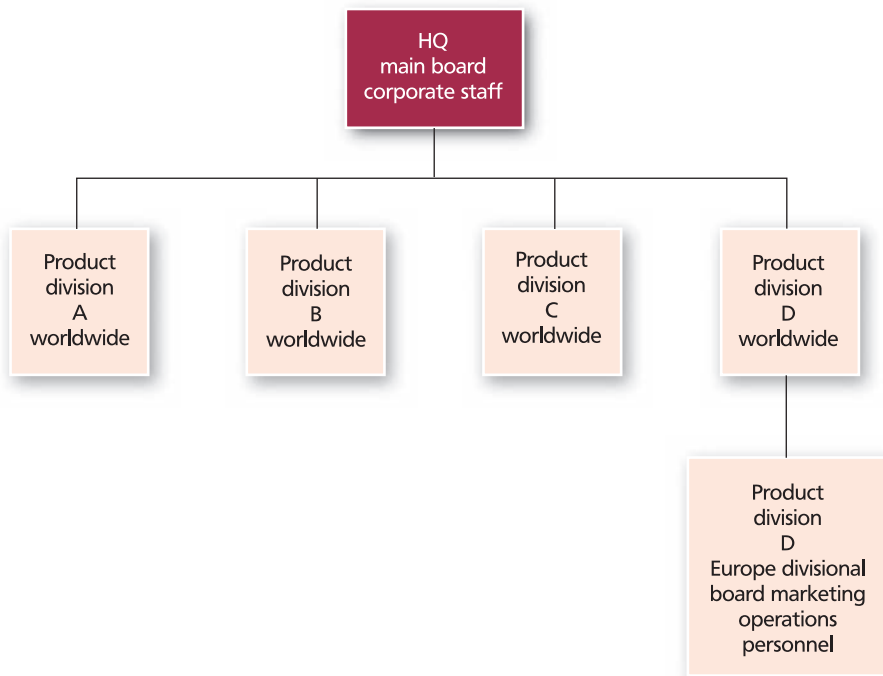 HQ
main board
corporate staff
Product
division
A
worldwide
Product
division
B
worldwide
Product
division
C
worldwide
Product
division
D
worldwide
Product
division
D
Europe divisional
board marketing
operations
personnel